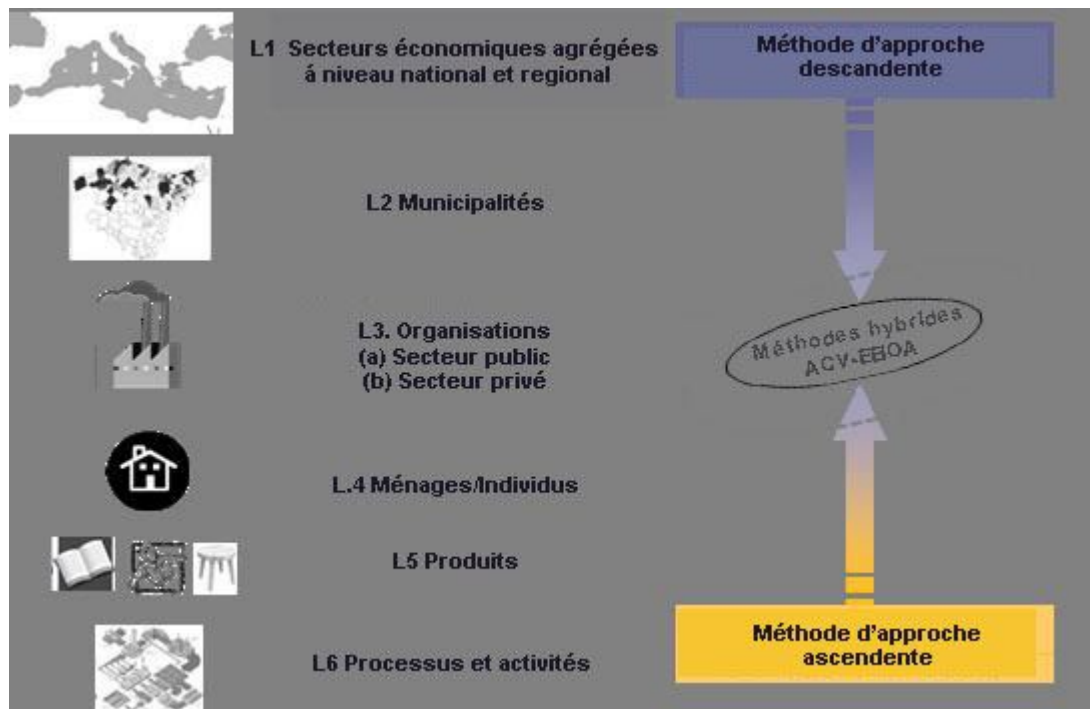 L1 Secteurs économiques agrégées
á niveau national et regional
Méthode d'approche
descandente
L2 Municipalités
L3. Organisations
(a) Secteur public
(b) Secteur privé
Méthodes hybrides
ACV-EEIOA
L.4 Ménages/Individus
L5 Produits
L6 Processus et activités
Méthode d'approche
ascendente